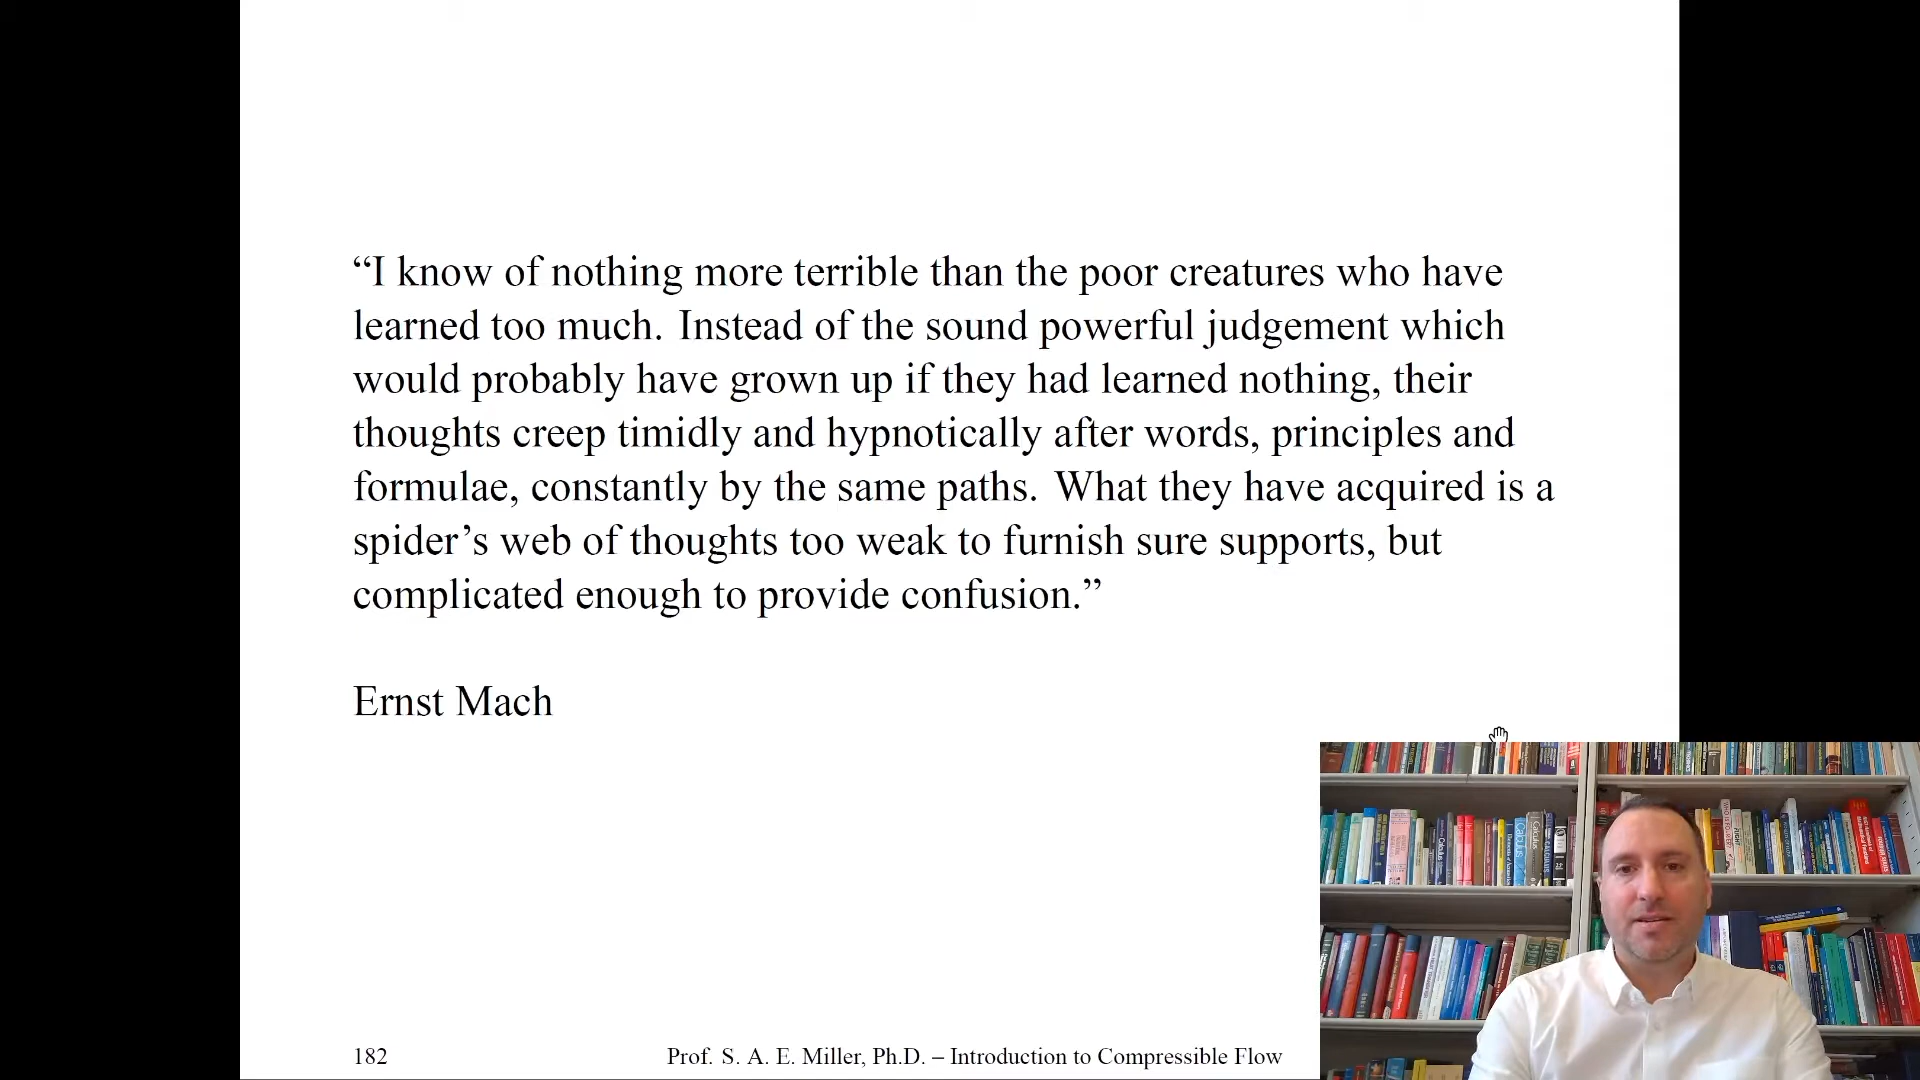 “I know of nothing more terrible than the poor creatures who have
learned too much. Instead of the sound powerful judgement which
would probably have grown up if they had learned nothing, their
thoughts creep timidly and hypnotically after words, principles and
formulae, constantly by the same paths. What they have acquired is a
spider’s web of thoughts too weak to furnish sure supports, but
complicated enough to provide confusion.”
Ernst Mach
182
Prof. S. A. E. Miller, Ph.D. – Introduction to Compressible Flow
Calculus
Calculus